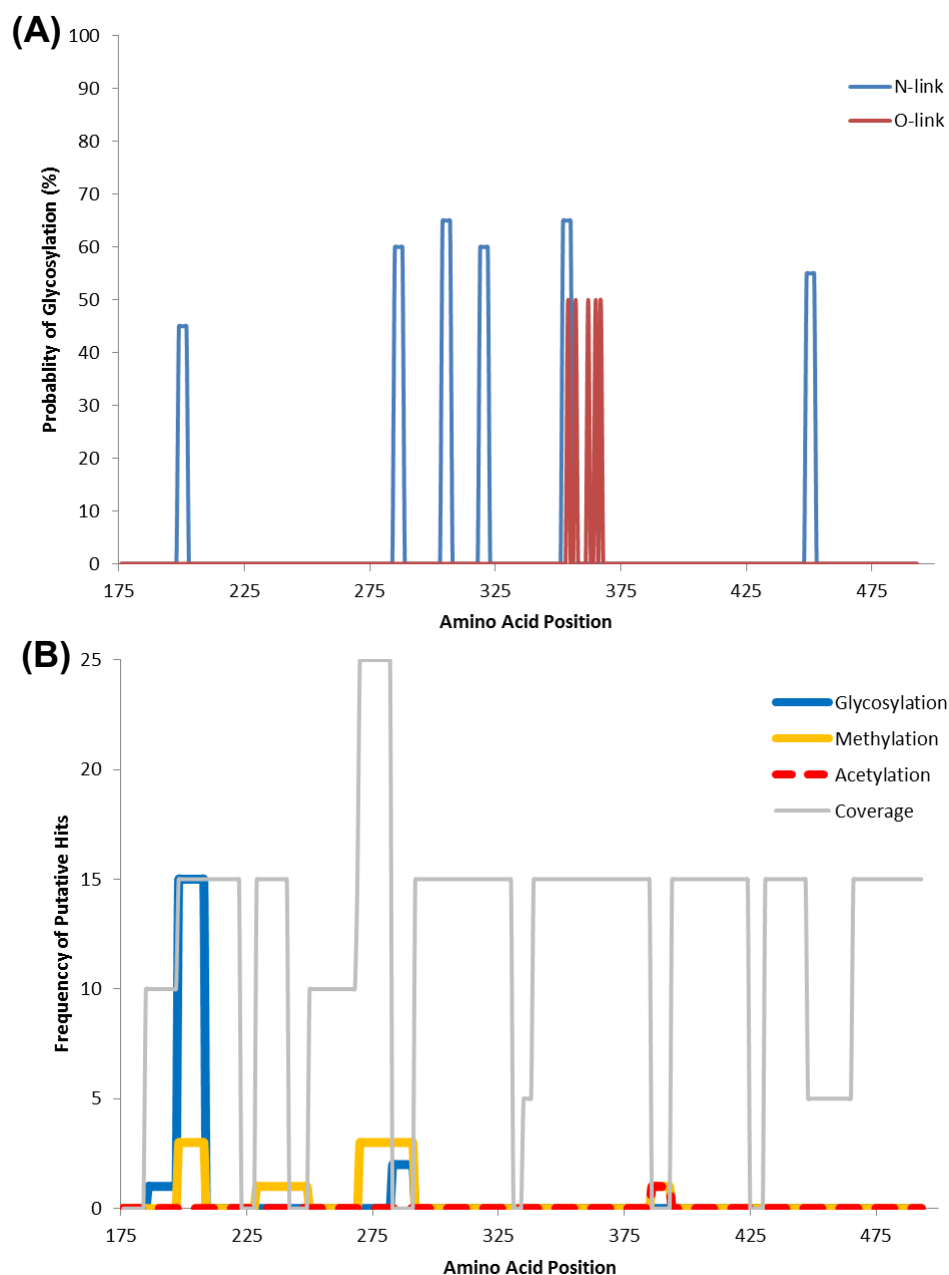 (A)
100
90
80
70
60
50
40
30
20
10
0
Probablity of Glycosylation (%)
N-link
O-link
175 225 275 325 375 425 475
Amino Acid Position
(B)
25
20
15
10
5
0
Frequenccy of Putative Hits
Glycosylation
Methylation
Acetylation
Coverage
175 225 275 325 375 425 475
Amino Acid Position